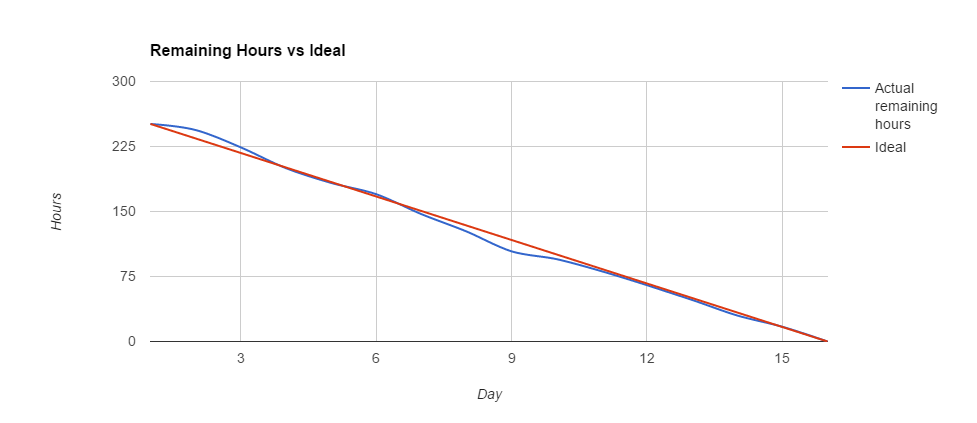 Remaining Hours vs Ideal
300
225
150
75
0
Hours
3 6 9 12 15
Day
Actual
remaining
hours
Ideal